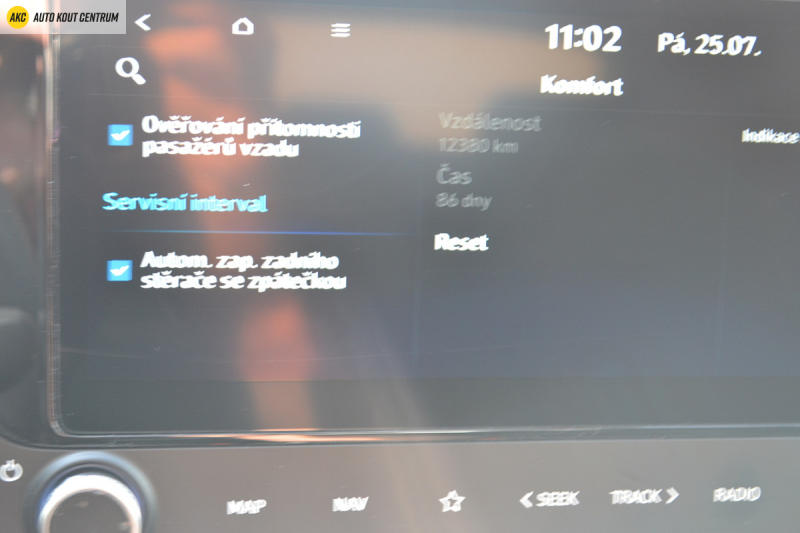 AKC AUTO KOUT CENTRUM
11:02 Pá, 25.07.
Komfort
Ověřování přítomnosti
pasažérů vzadu
Servisní interval
Autom. zap. zadního
stěrače se zpátečkou
Vzdálenost
12380 km
Čas
86 dny
Reset
Indikace
MAP NAV SEEK TRACK RADIO